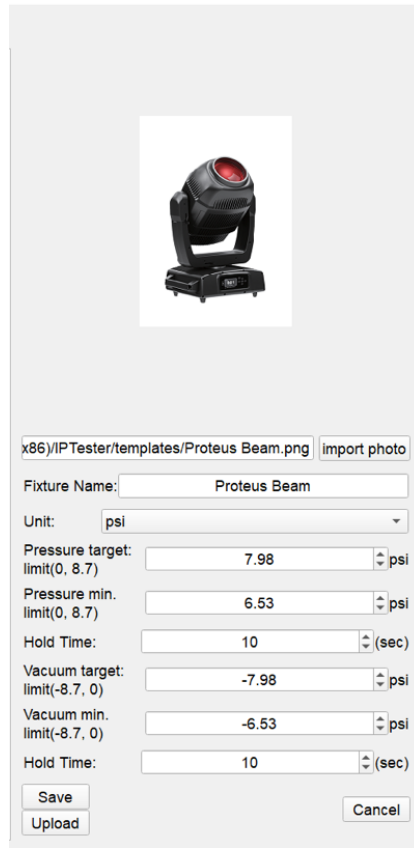 x86)/IPTester/templates/Proteus Beam.png import photo
Fixture Name: Proteus Beam
Unit: psi
Pressure target:
limit(0, 8.7) 7.98 psi
Pressure min.
limit(0, 8.7) 6.53 psi
Hold Time: 10 (sec)
Vacuum target:
limit(-8.7, 0) -7.98 psi
Vacuum min.
limit(-8.7, 0) -6.53 psi
Hold Time: 10 (sec)
Save
Upload
Cancel